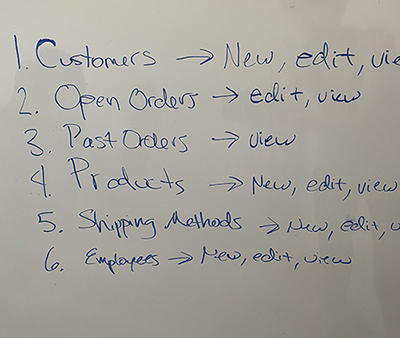 1. Customers → New, edit, vie
2. Open Orders → edit, view
3. Past Orders → view
4. Products → New, edit, view
5. Shipping Methods → New, edit, v
6. Employees → New, edit, view